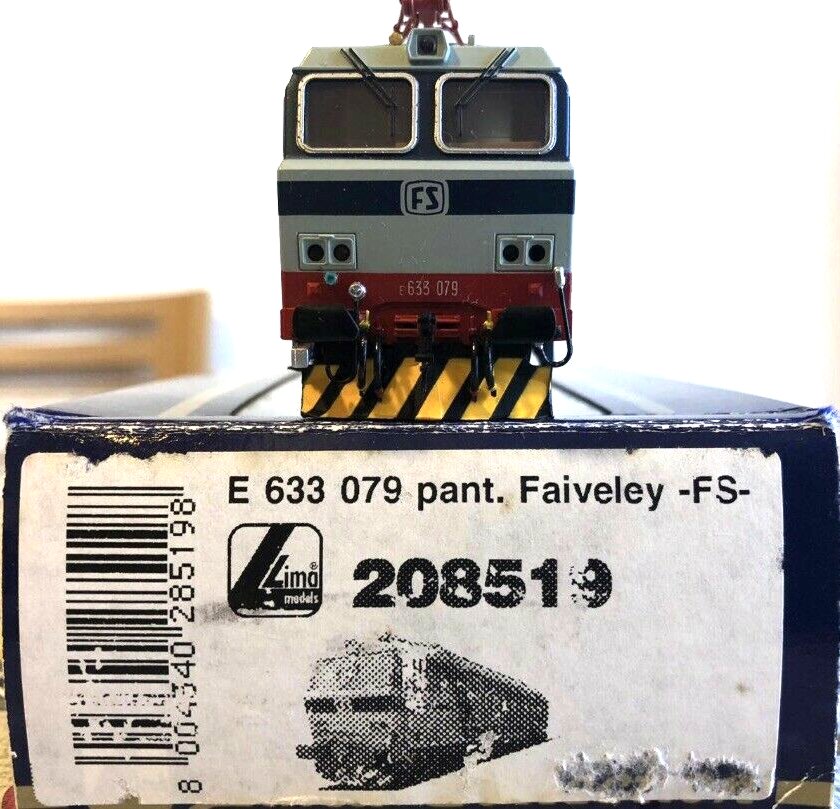 FS
E 633 079
E 633 079 pant. Faiveley -FS-
Lima®
models
208519
8 004340 285198